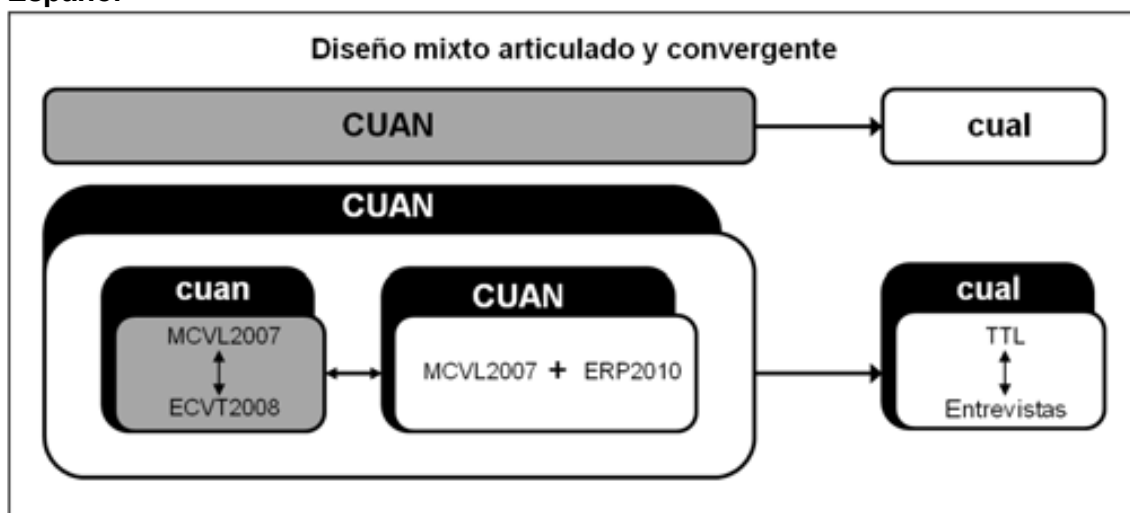 Español
Diseño mixto articulado y convergente
CUAN
cual
CUAN
cuan
MCVL2007
ECVT2008
CUAN
MCVL2007 + ERP2010
cual
TTL
Entrevistas